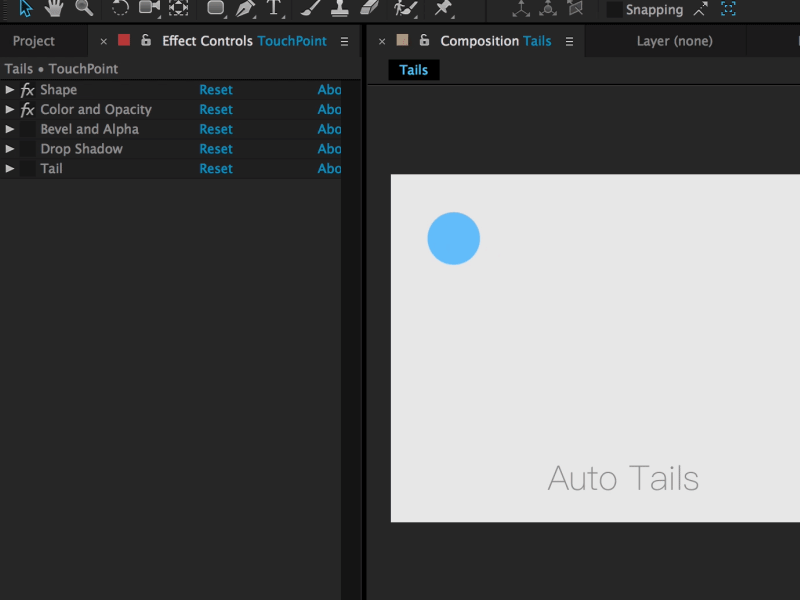 Snapping
Project
Effect Controls TouchPoint
Composition Tails
Layer (none)
Tails • TouchPoint
Tails
fx Shape Reset Abo
fx Color and Opacity Reset Abo
Bevel and Alpha Reset Abo
Drop Shadow Reset Abo
Tail Reset Abo
Auto Tails